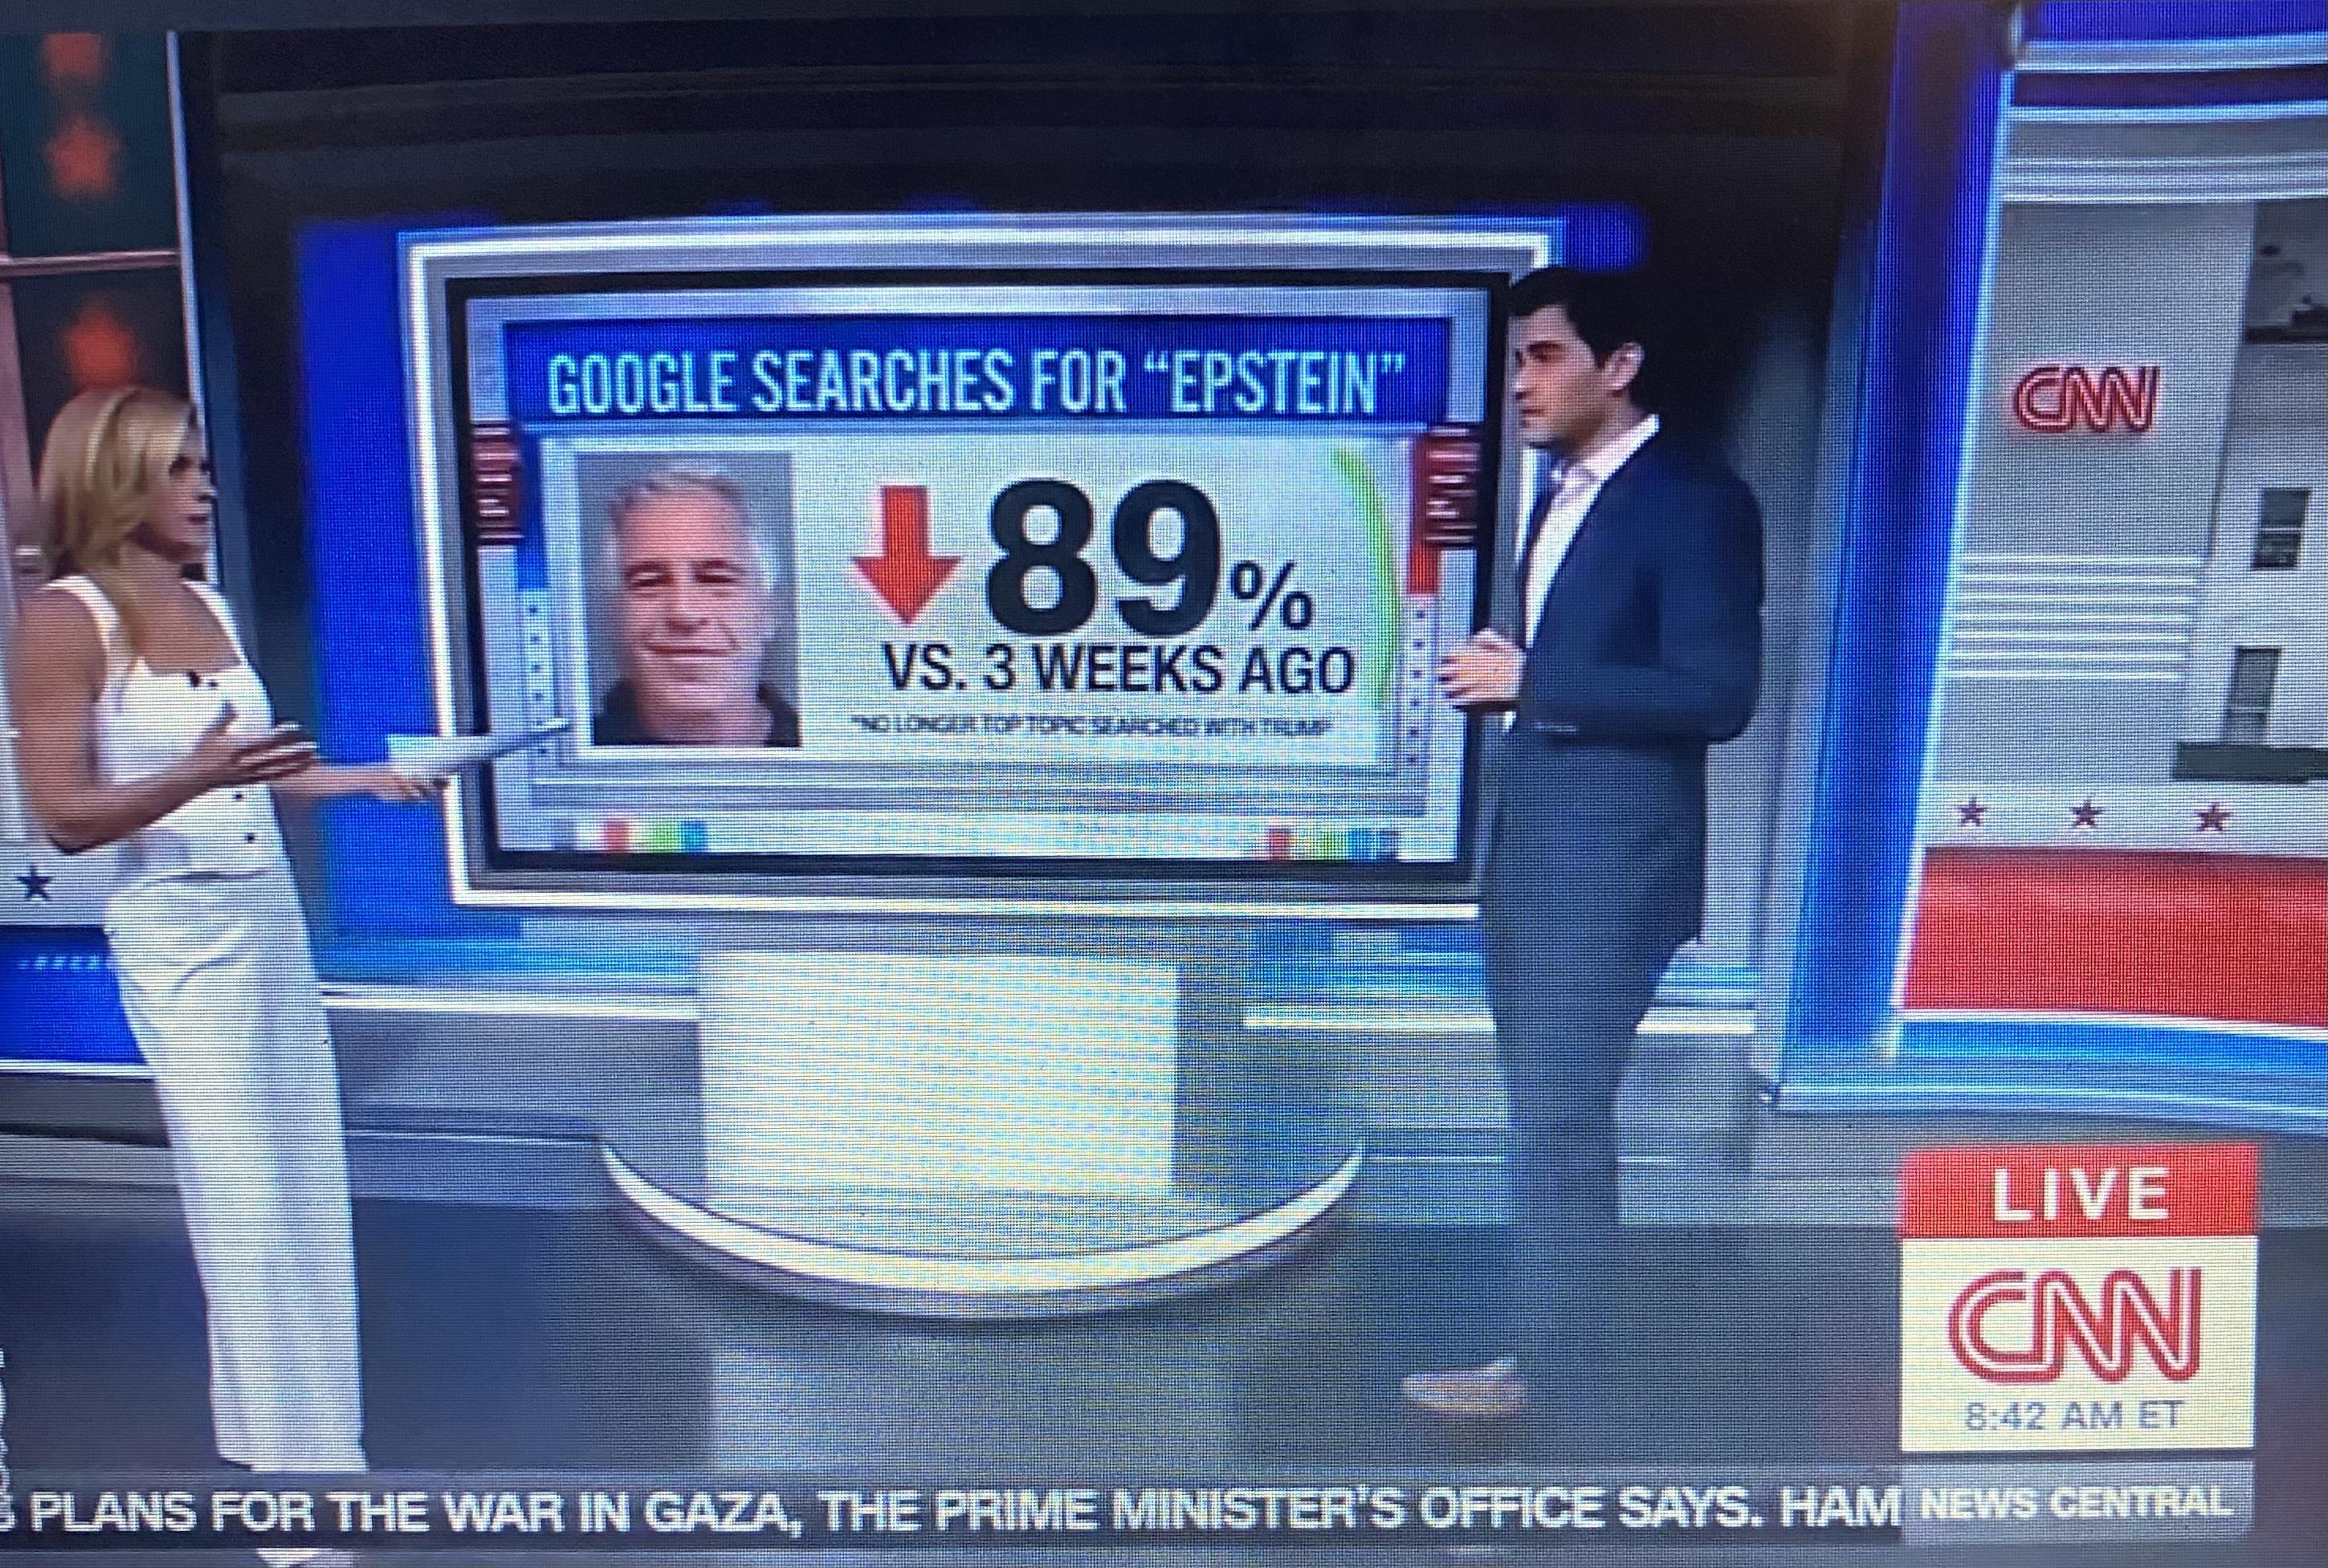 GOOGLE SEARCHES FOR "EPSTEIN"
89%
VS. 3 WEEKS AGO
*NO LONGER TOP TOPIC SEARCHED WITH TRUMP
CNN
LIVE
CNN
8:42 AM ET
PLANS FOR THE WAR IN GAZA, THE PRIME MINISTER'S OFFICE SAYS. HAM
NEWS CENTRAL